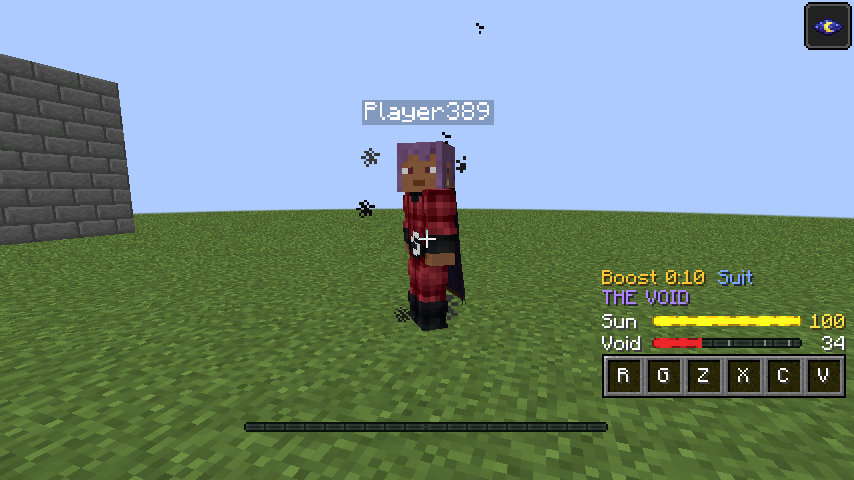 Player389
Boost 0:10 Suit
THE VOID
Sun 100
Void 34
R G Z X C V